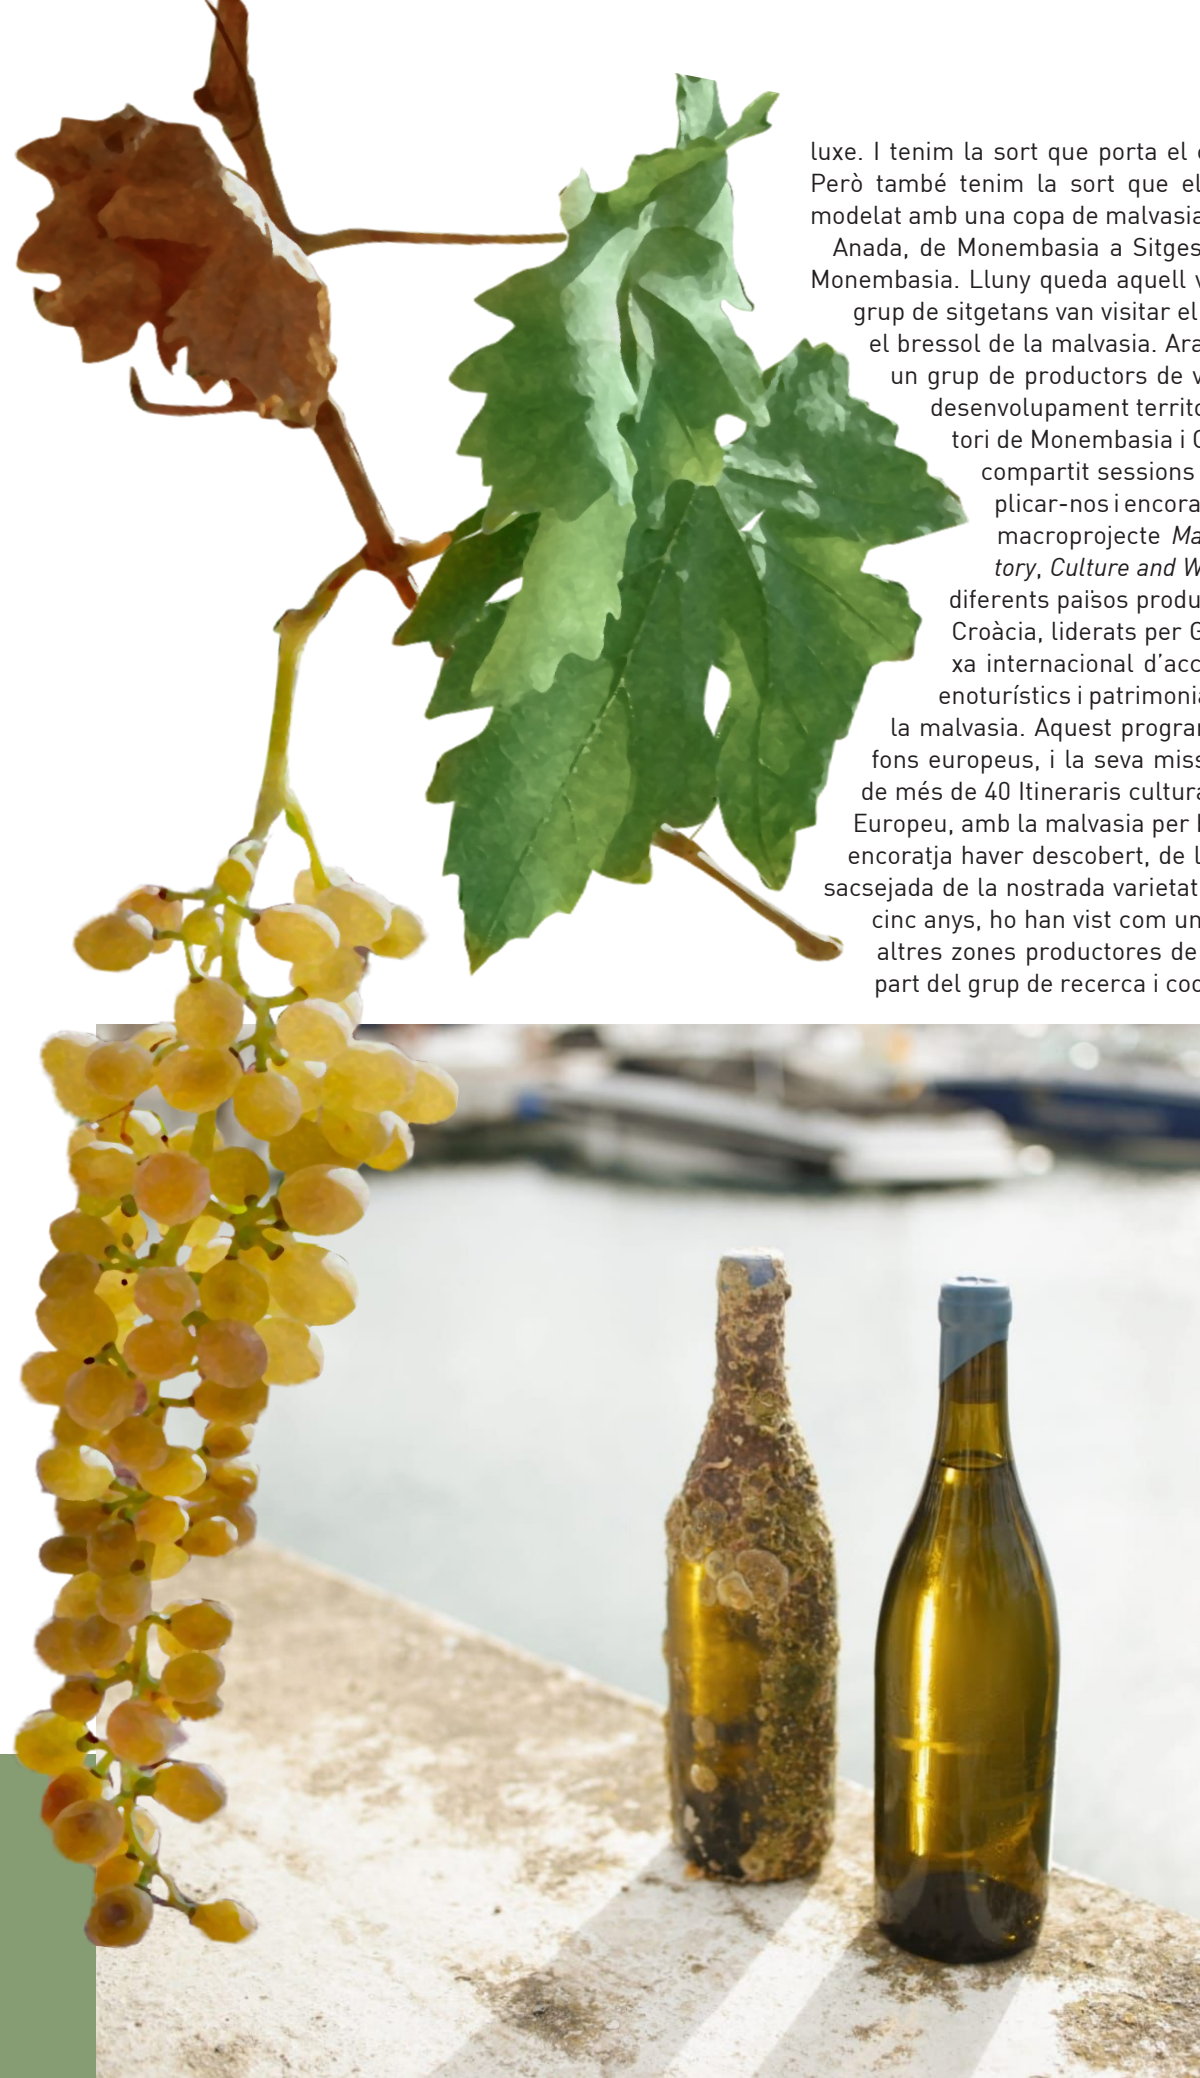 luxe. I tenim la sort que porta el
Però també tenim la sort que el
modelat amb una copa de malvasia
Anada, de Monembasia a Sitges
Monembasia. Lluny queda aquell
grup de sitgetans van visitar el
el bressol de la malvasia. Ara
un grup de productors de
desenvolupament territo
tori de Monembasia i
compartit sessions
plicar-nos i encora
macroprojecte Ma
tory, Culture and W
diferents països produ
Croàcia, liderats per G
xa internacional d’acc
enoturístics i patrimonia
la malvasia. Aquest progra
fons europeus, i la seva miss
de més de 40 Itineraris cultura
Europeu, amb la malvasia per
encoratja haver descobert, de l
sacsejada de la nostrada varietat
cinc anys, ho han vist com un
altres zones productores de
part del grup de recerca i coo